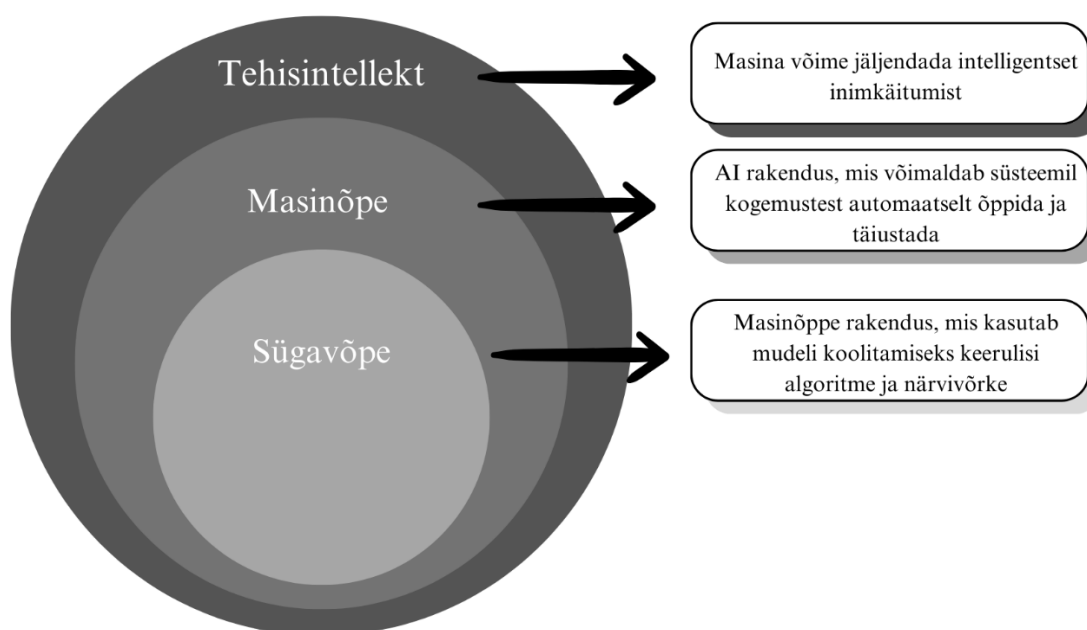 Tehisintellekt
Masina võime jäljendada intelligentset
inimkäitumist
Masinõpe
AI rakendus, mis võimaldab süsteemil
kogemustest automaatselt õppida ja
täiustada
Sügavõpe
Masinõppe rakendus, mis kasutab
mudeli koolitamiseks keerulisi
algoritme ja närvivõrke